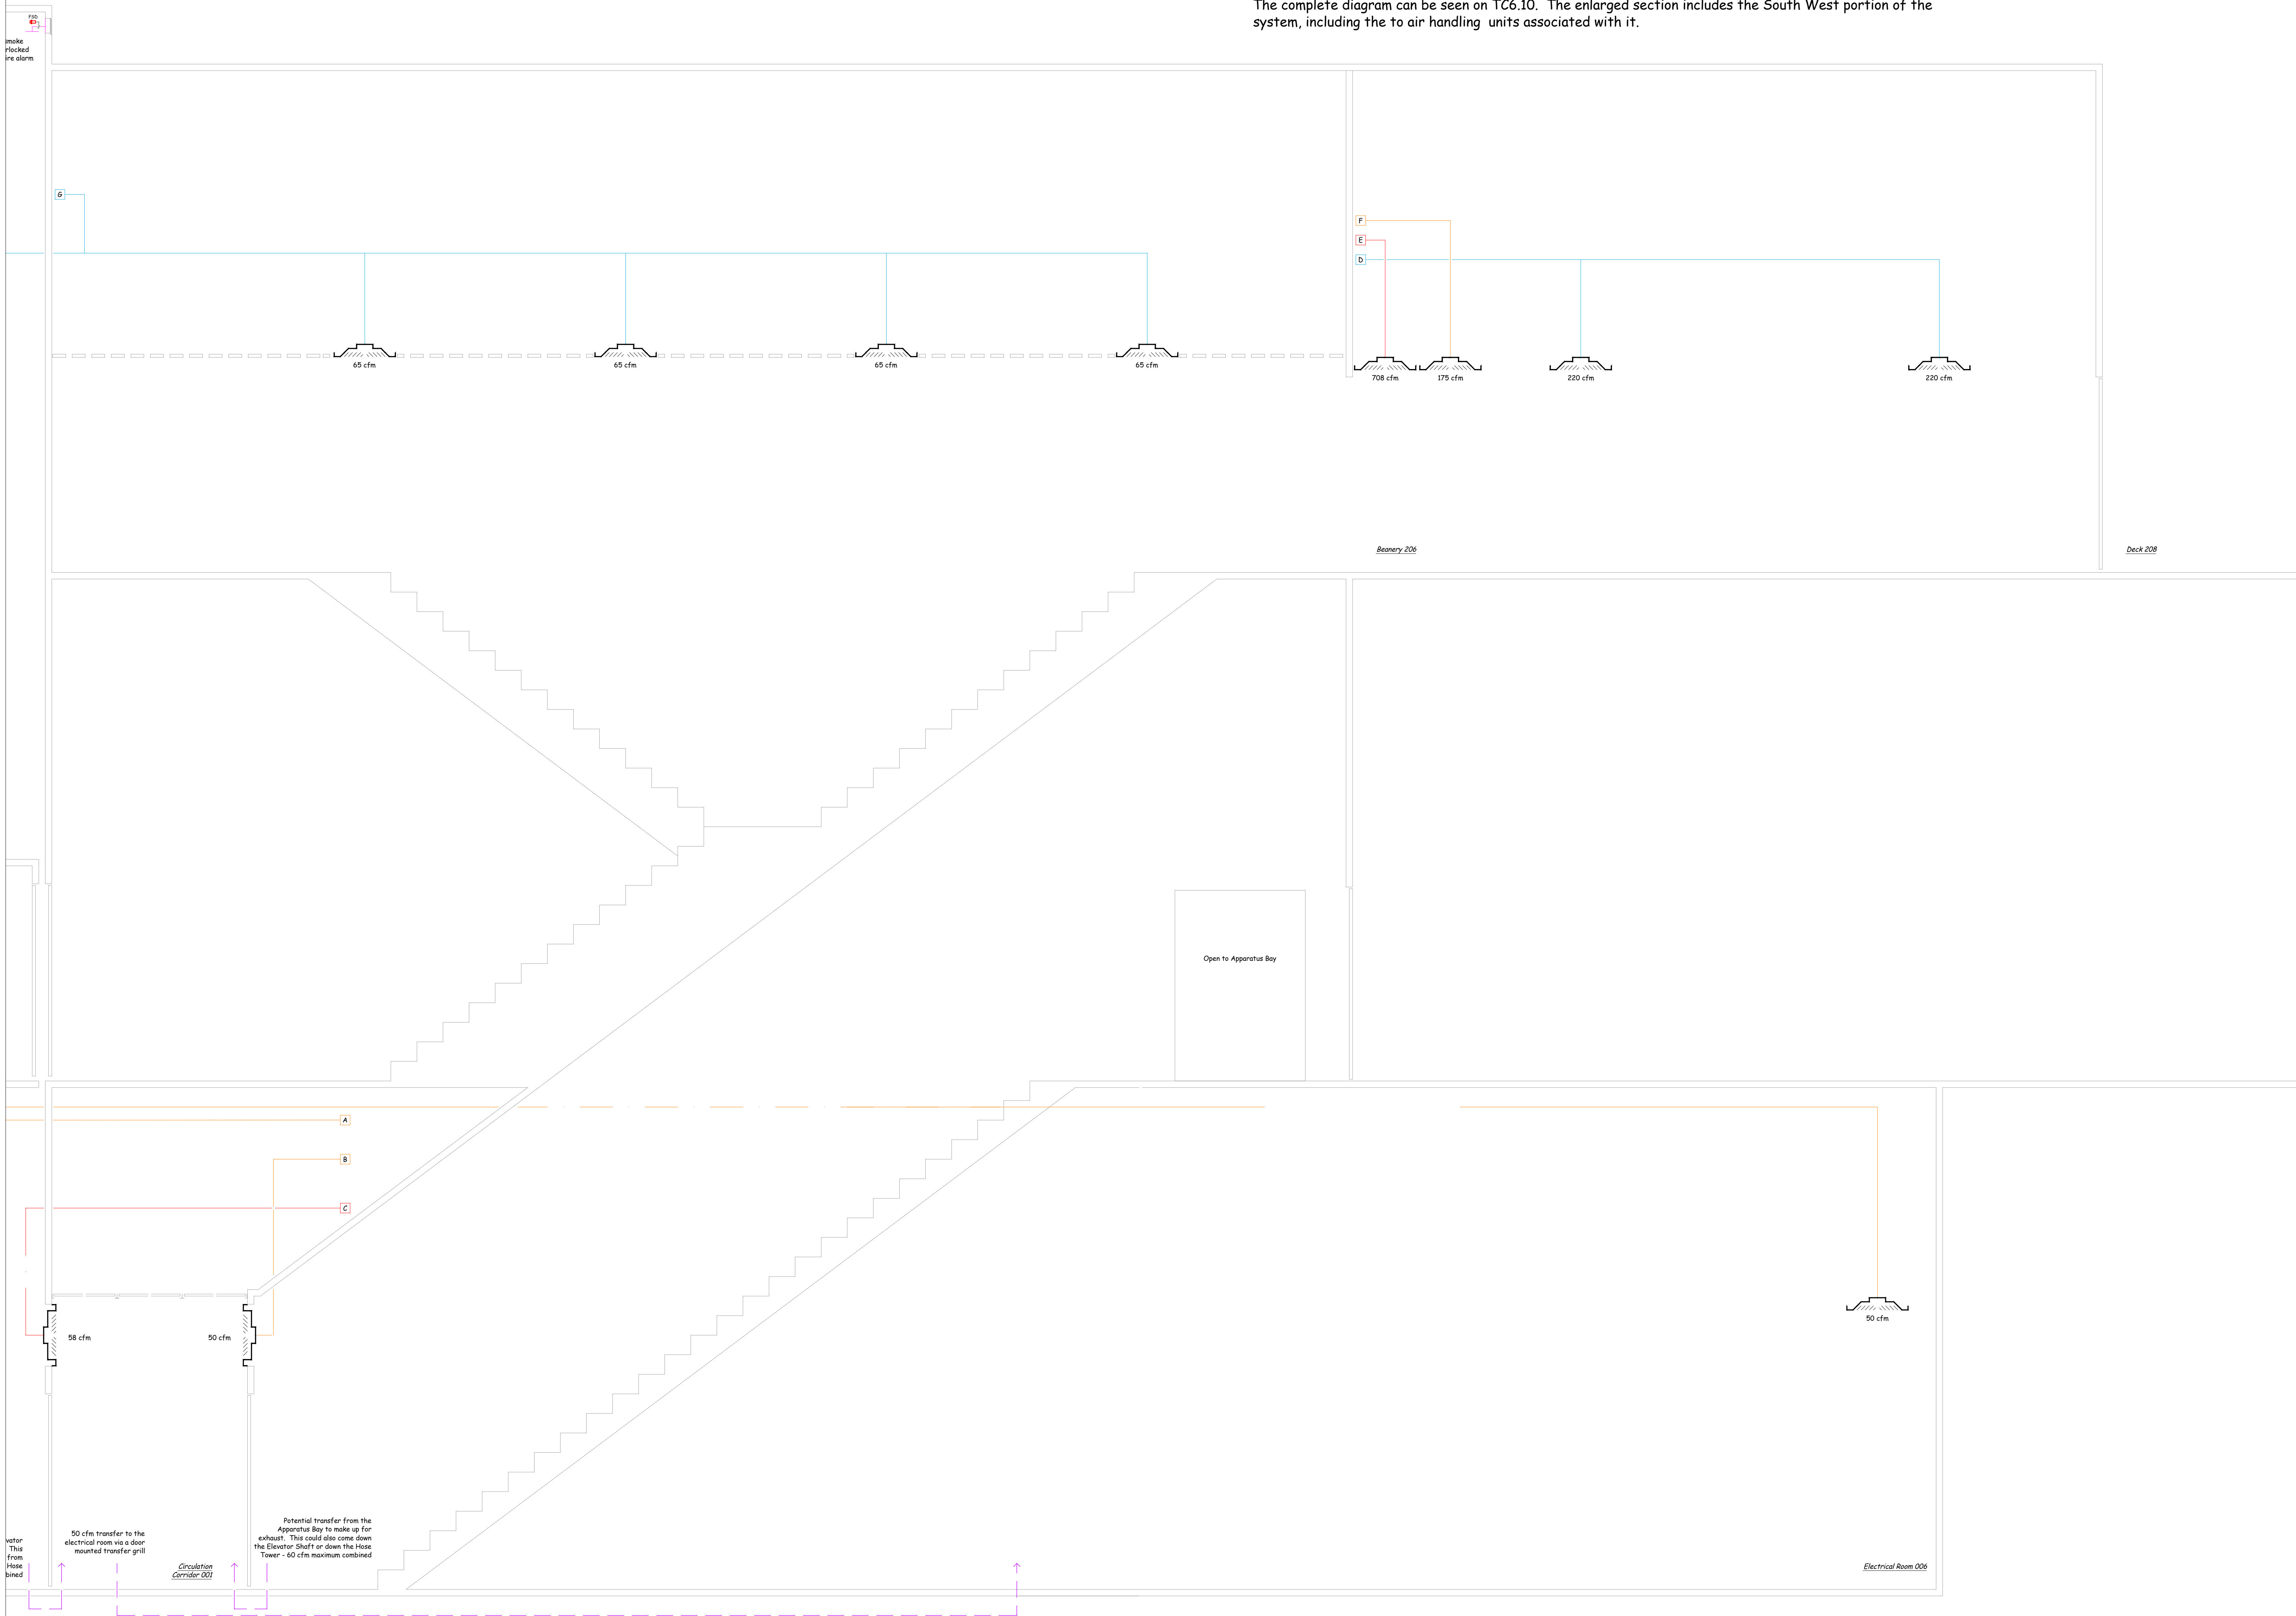 The complete diagram can be seen on TC6.10.  The enlarged section includes the South West portion of the
system, including the to air handling  units associated with it.
FSD
moke
rlocked
ire alarm
G
F
E
D
65 cfm
65 cfm
65 cfm
65 cfm
708 cfm
175 cfm
220 cfm
220 cfm
Beanery 206
Deck 208
Open to Apparatus Bay
A
B
C
58 cfm
50 cfm
50 cfm
vator
This
from
Hose
bined
50 cfm transfer to the
electrical room via a door
mounted transfer grill
Circulation
Corridor 001
Potential transfer from the
Apparatus Bay to make up for
exhaust.  This could also come down
the Elevator Shaft or down the Hose
Tower - 60 cfm maximum combined
Electrical Room 006